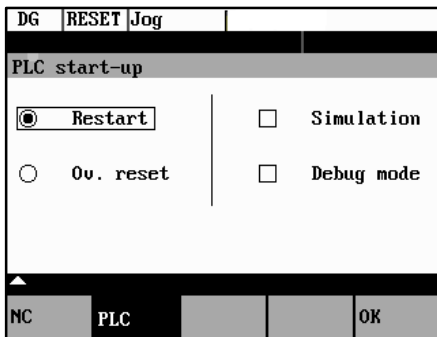 DG RESET Jog
PLC start-up
Restart Simulation
Ov. reset Debug mode
NC PLC OK